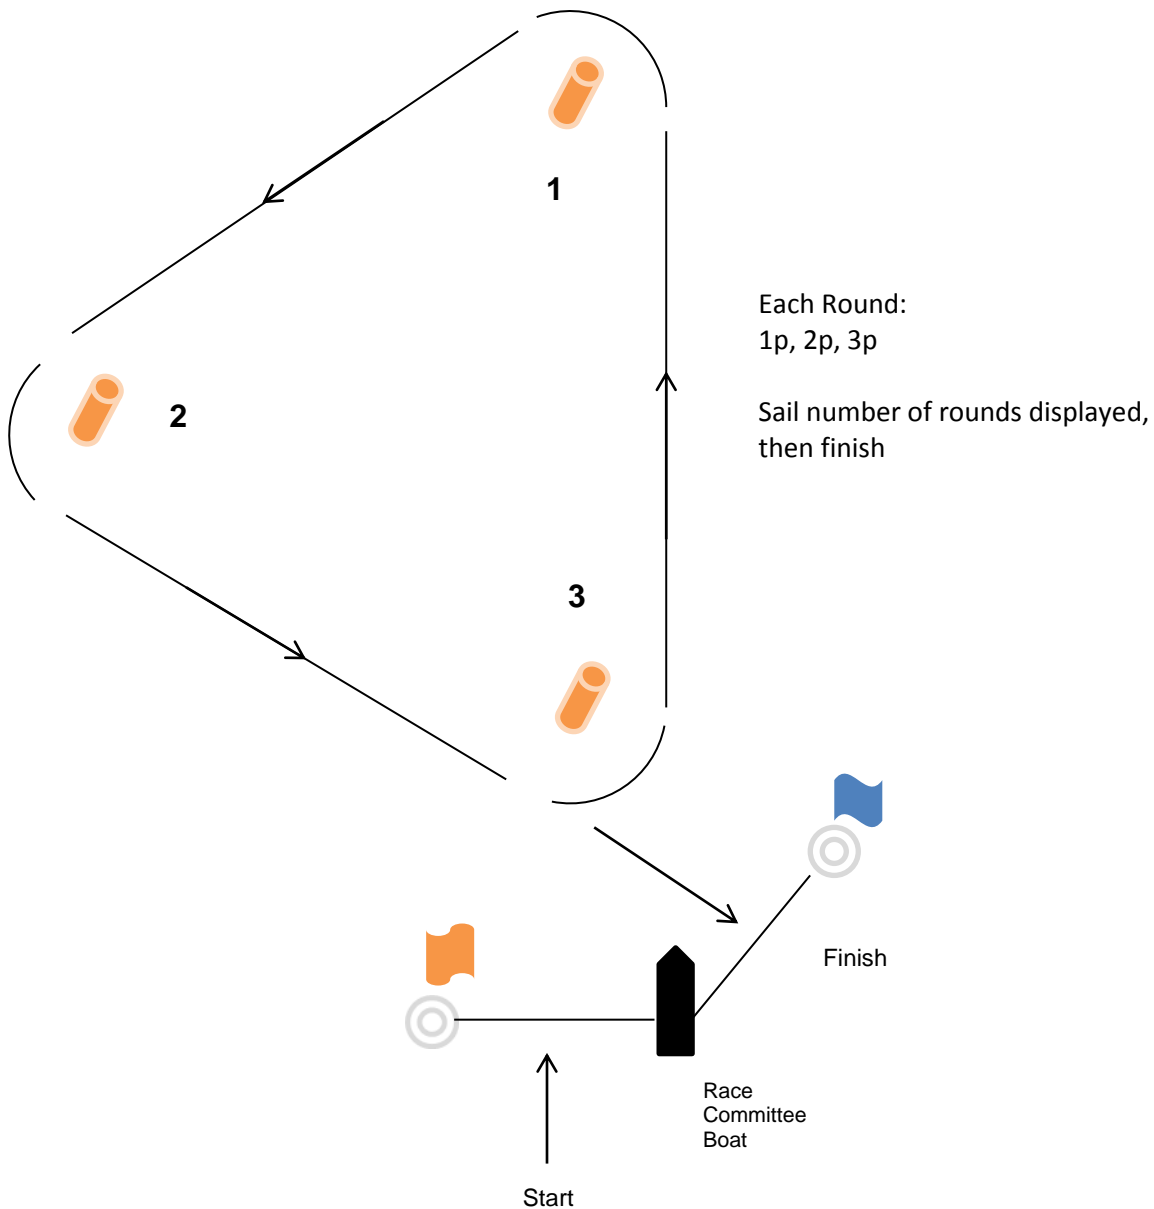 1
Each Round:
1p, 2p, 3p
2
Sail number of rounds displayed,
then finish
3
Finish
Race
Committee
Boat
Start